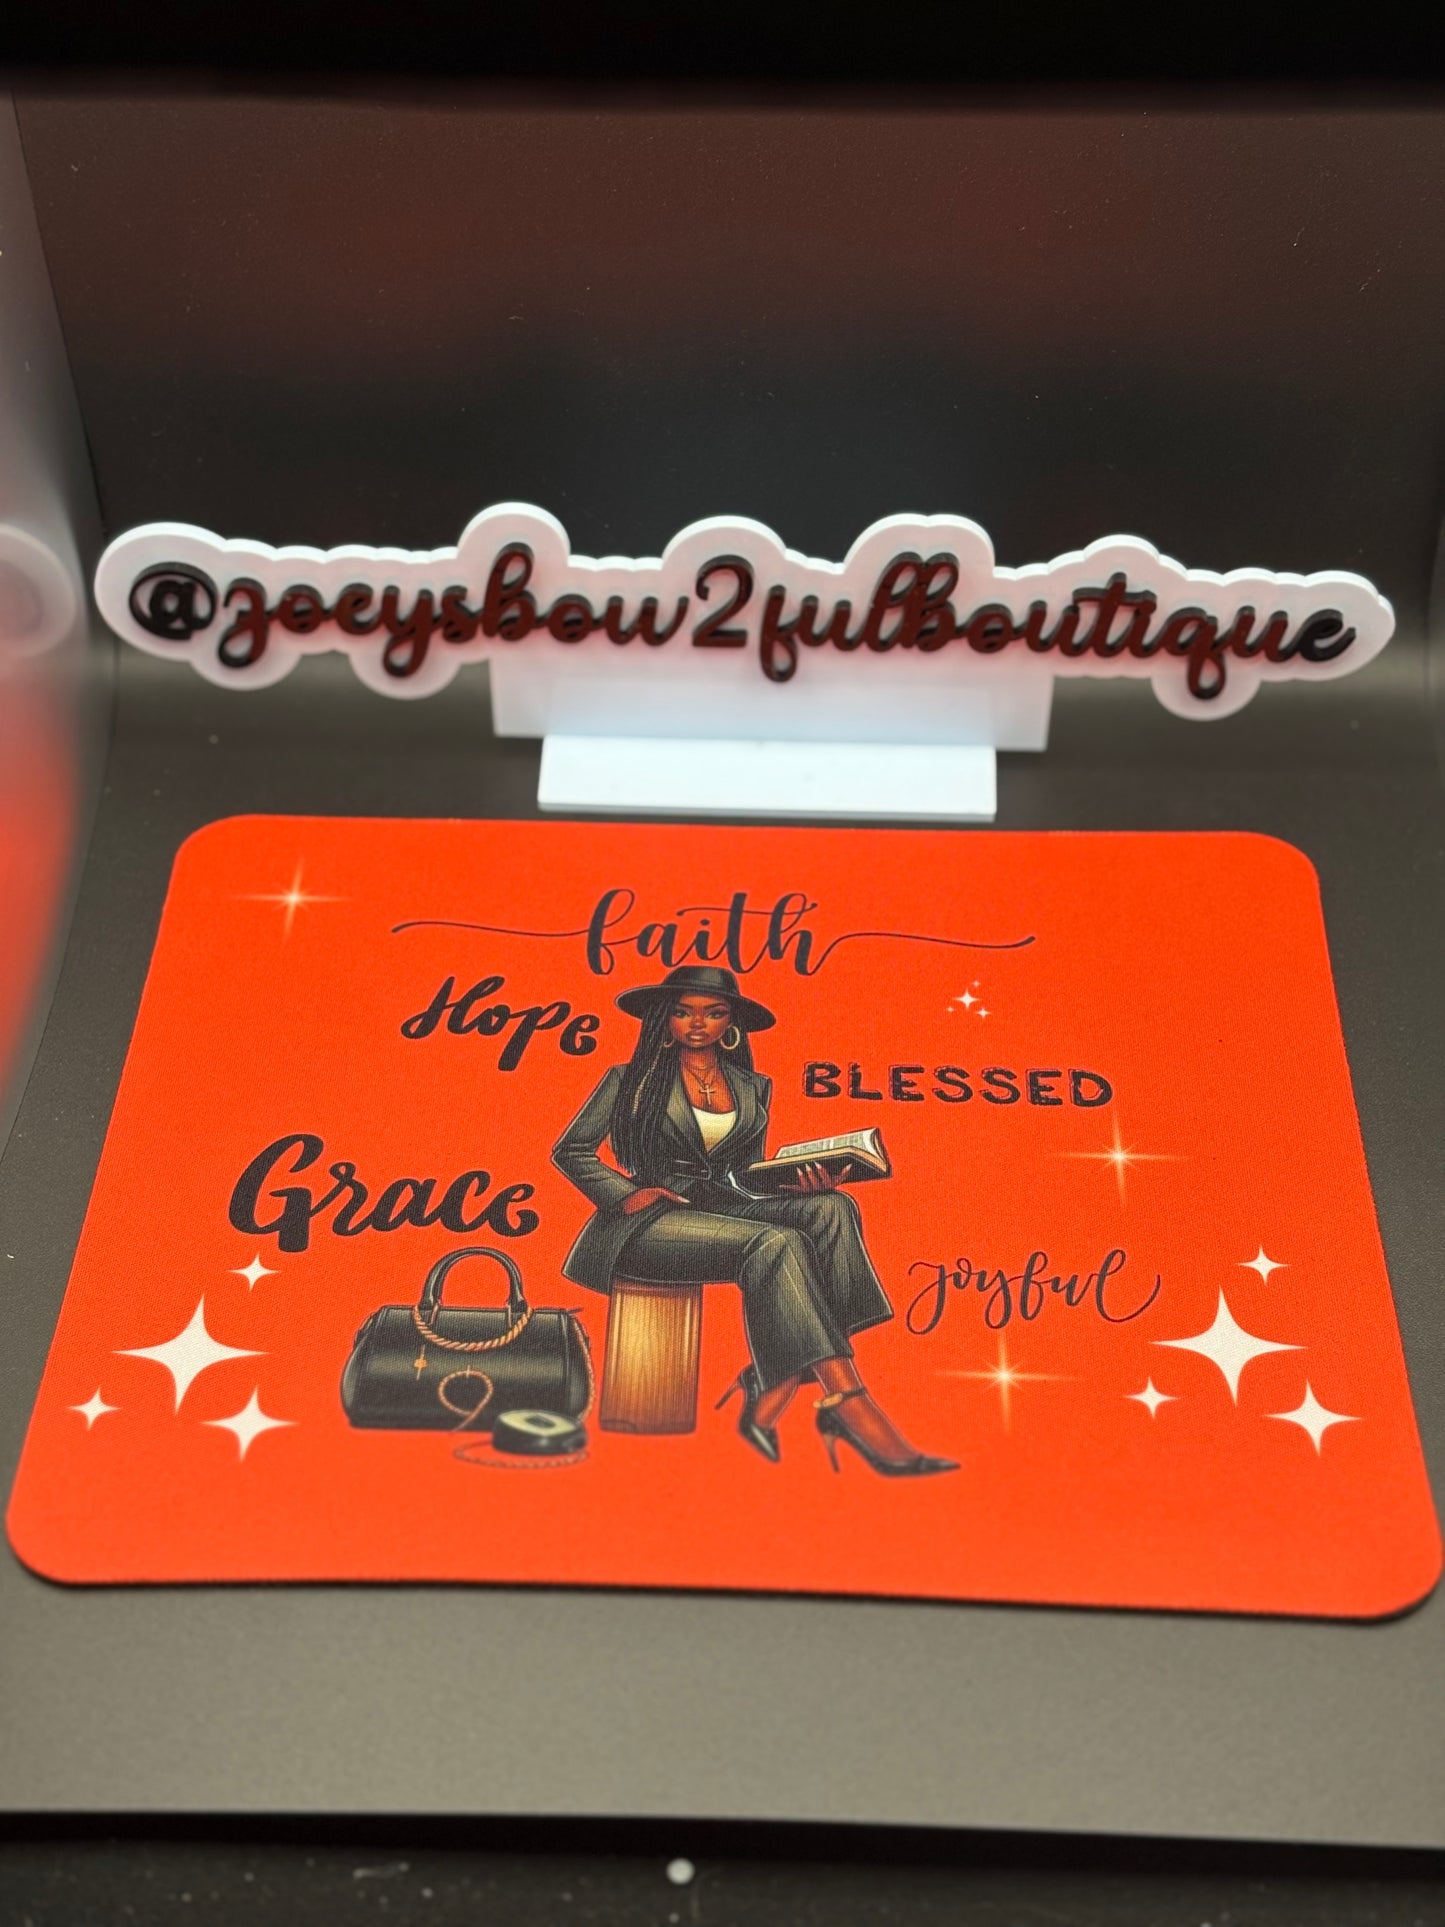 @zoeysbow2fulboutique
faith
Hope
BLESSED
Grace
Joyful